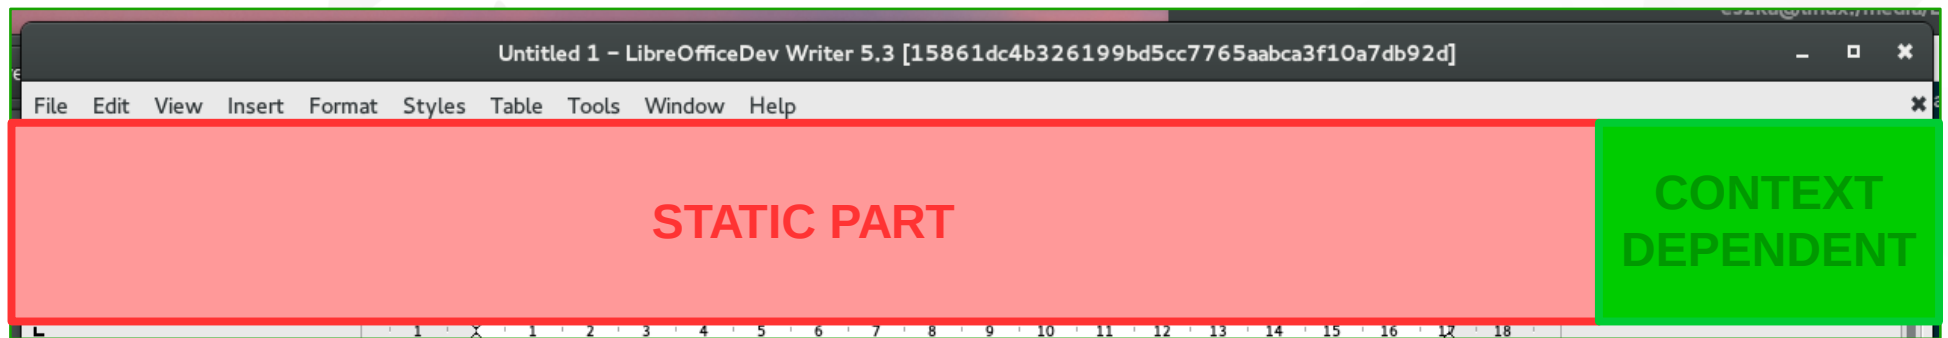 Untitled 1 – LibreOfficeDev Writer 5.3 [15861dc4b326199bd5cc7765aabca3f10a7db92d]
File Edit View Insert Format Styles Table Tools Window Help
STATIC PART
CONTEXT
DEPENDENT
1 1 2 3 4 5 6 7 8 9 10 11 12 13 14 15 16 17 18